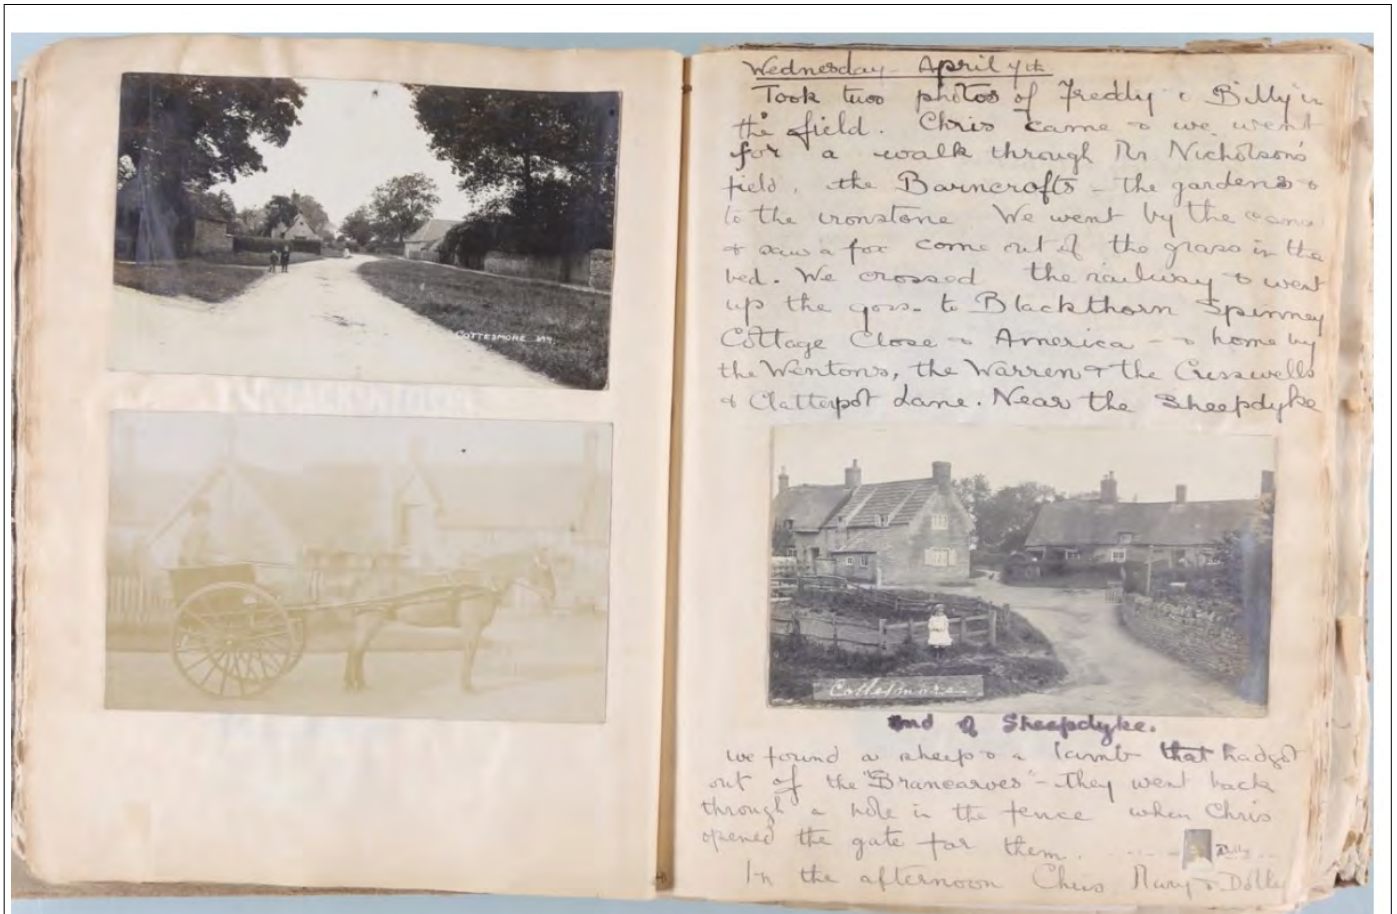 COTTESMORE
Wednesday April 7th
Took two photos of Freddy & Billy in
the field. Chris came & we went
for a walk through Mr Nicholson's
field, the Barncrofts - the gardens &
to the ironstone We went by the
& saw a fox come out of the grass in the
bed. We crossed the railway & went
up the goss- to Blackthorn Spinney
Cottage Close & America - & home by
the Wentons, the Warren & the Cresswells
& Clattapot Lane. Near the Sheepdyke
Cottesmore
End of Sheepdyke.
we found a sheep & a lamb that had got
out of the "Brancarves" - they went back
through a hole in the fence when Chris
opened the gate for them.
Billy
In the afternoon Chris Mary & Dolly